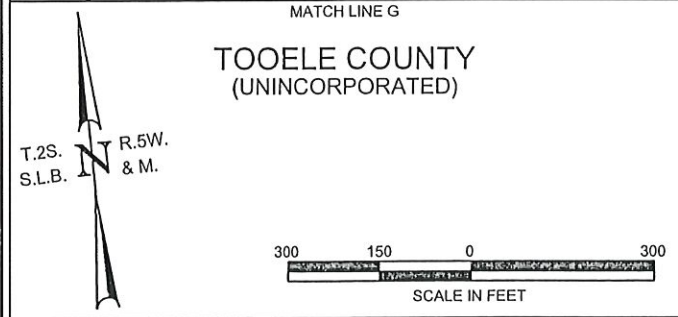 MATCH LINE G
TOOELE COUNTY
(UNINCORPORATED)
T.2S. N R.5W.
S.L.B. & M.
300 150 0 300
SCALE IN FEET